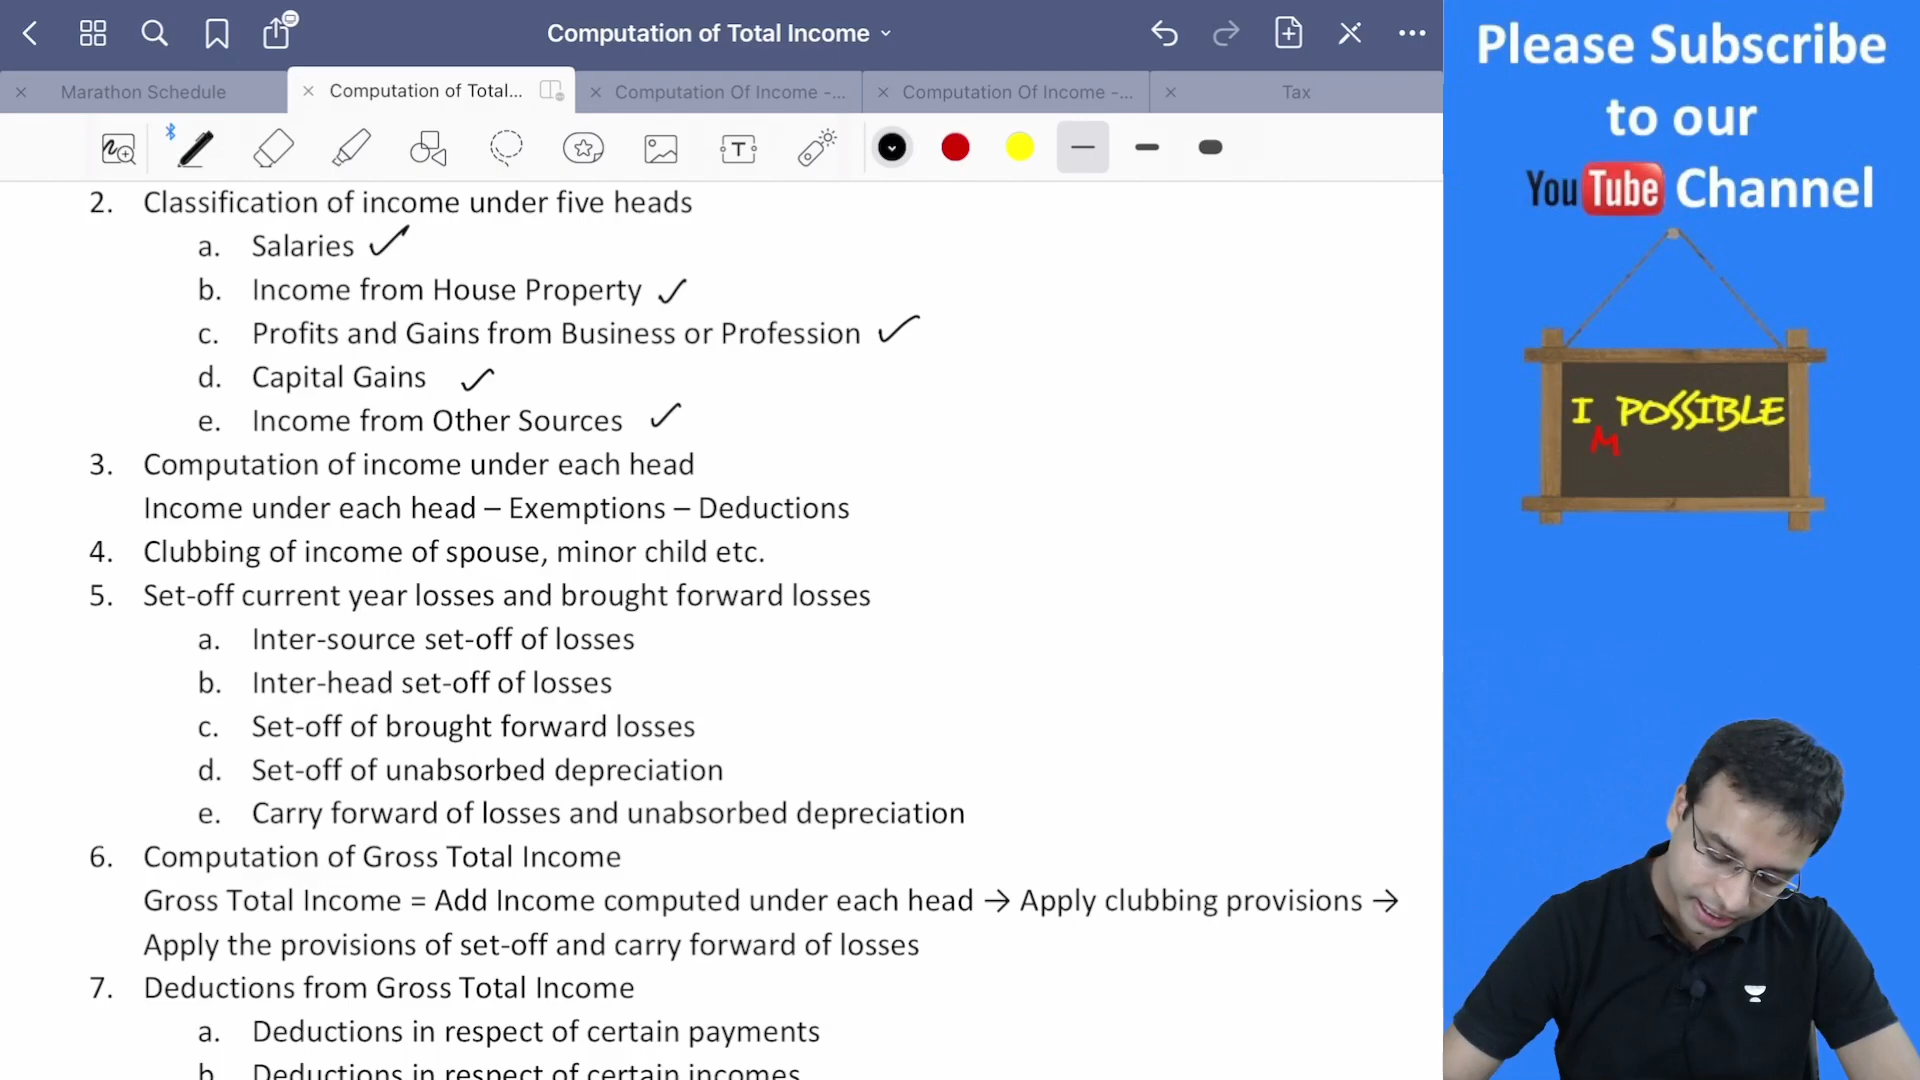 Computation of Total Income
Marathon Schedule
Computation of Total...
Computation Of Income -...
Computation Of Income -...
Tax
T
2. Classification of income under five heads
a. Salaries
b. Income from House Property
c. Profits and Gains from Business or Profession
d. Capital Gains
e. Income from Other Sources
3. Computation of income under each head
Income under each head – Exemptions – Deductions
4. Clubbing of income of spouse, minor child etc.
5. Set-off current year losses and brought forward losses
a. Inter-source set-off of losses
b. Inter-head set-off of losses
c. Set-off of brought forward losses
d. Set-off of unabsorbed depreciation
e. Carry forward of losses and unabsorbed depreciation
6. Computation of Gross Total Income
Gross Total Income = Add Income computed under each head → Apply clubbing provisions →
Apply the provisions of set-off and carry forward of losses
7. Deductions from Gross Total Income
a. Deductions in respect of certain payments
b. Deductions in respect of certain incomes
Please Subscribe
to our
YouTube Channel
I POSSIBLE
M